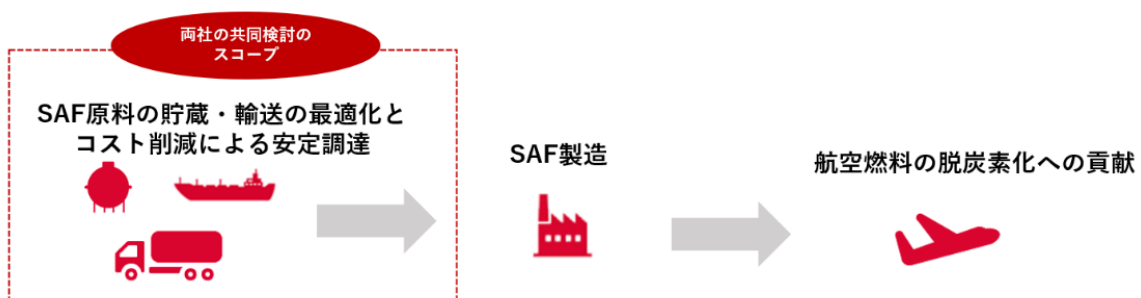 両社の共同検討の
スコープ
SAF原料の貯蔵・輸送の最適化と
コスト削減による安定調達
SAF製造
航空燃料の脱炭素化への貢献